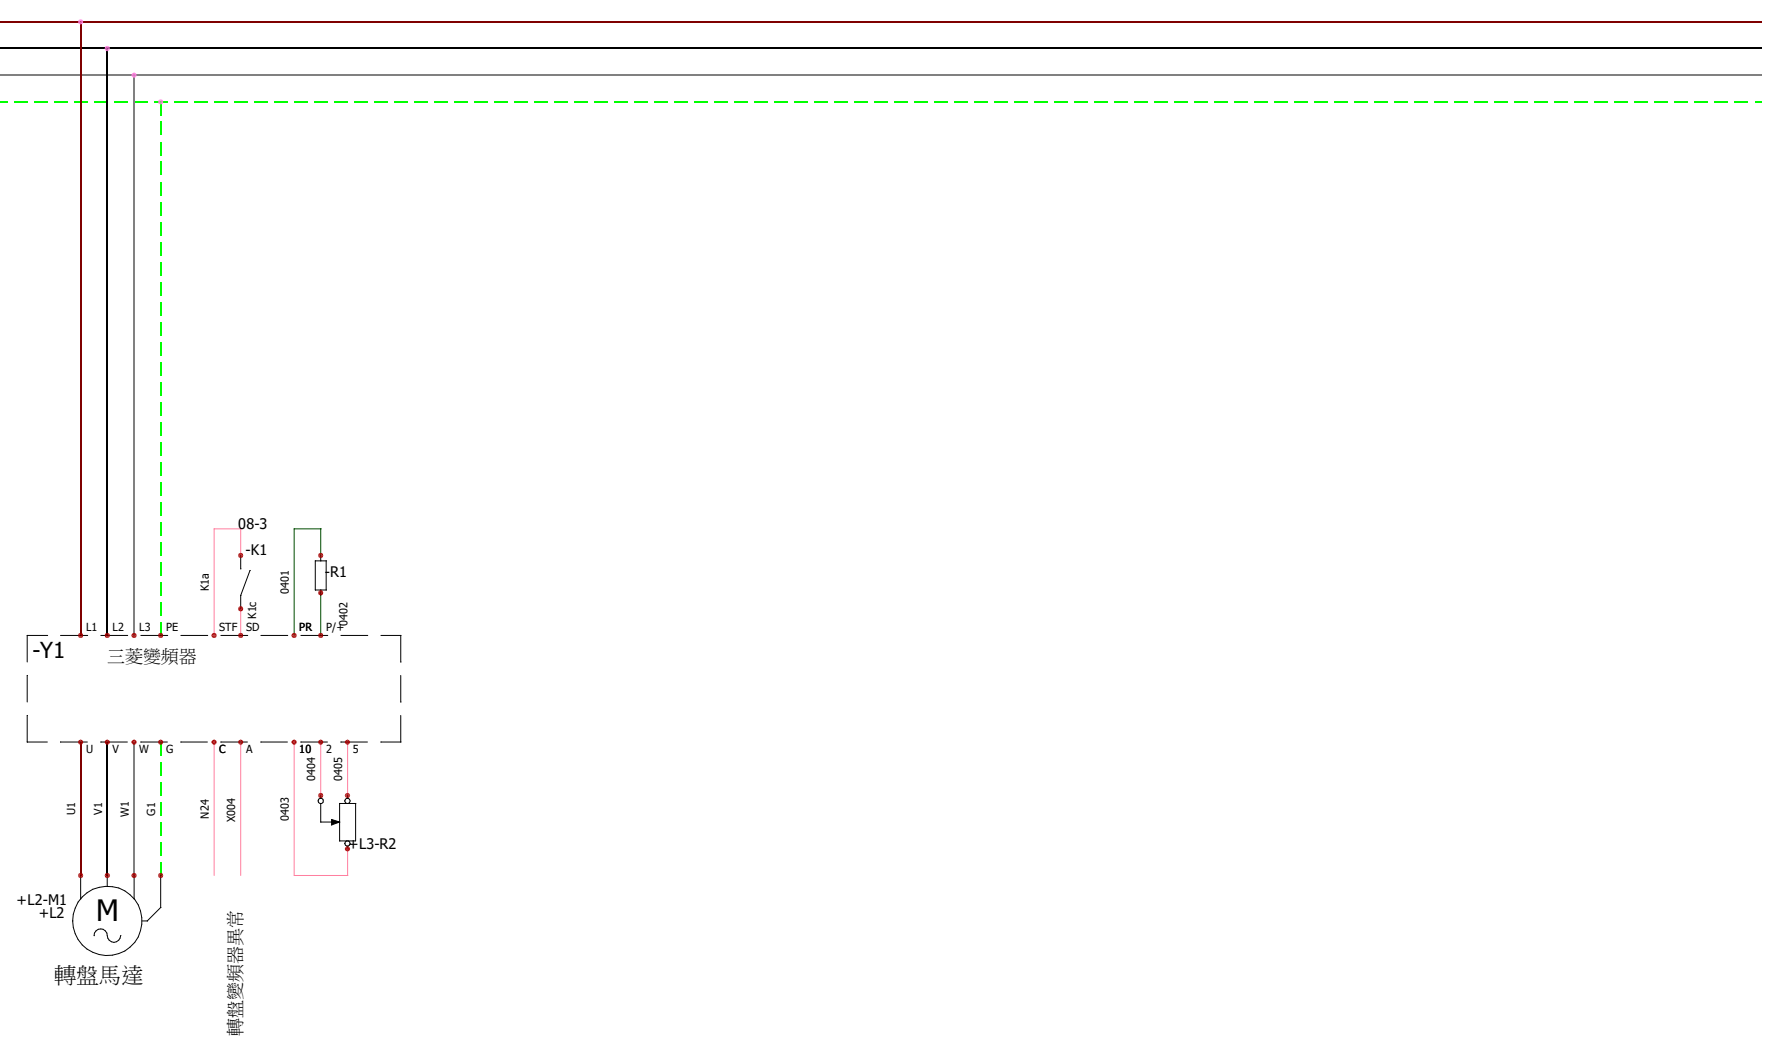 08-3
-K1
K1a
K1c
0401
-R1
0402
L1
L2
L3
PE
STF
SD
PR
P/+
-Y1
三菱變頻器
U
V
W
G
C
A
10
2
5
U1
V1
W1
G1
N24
X004
0403
0404
0405
+L3-R2
+L2-M1
+L2
M
轉盤馬達
轉盤變頻器異常